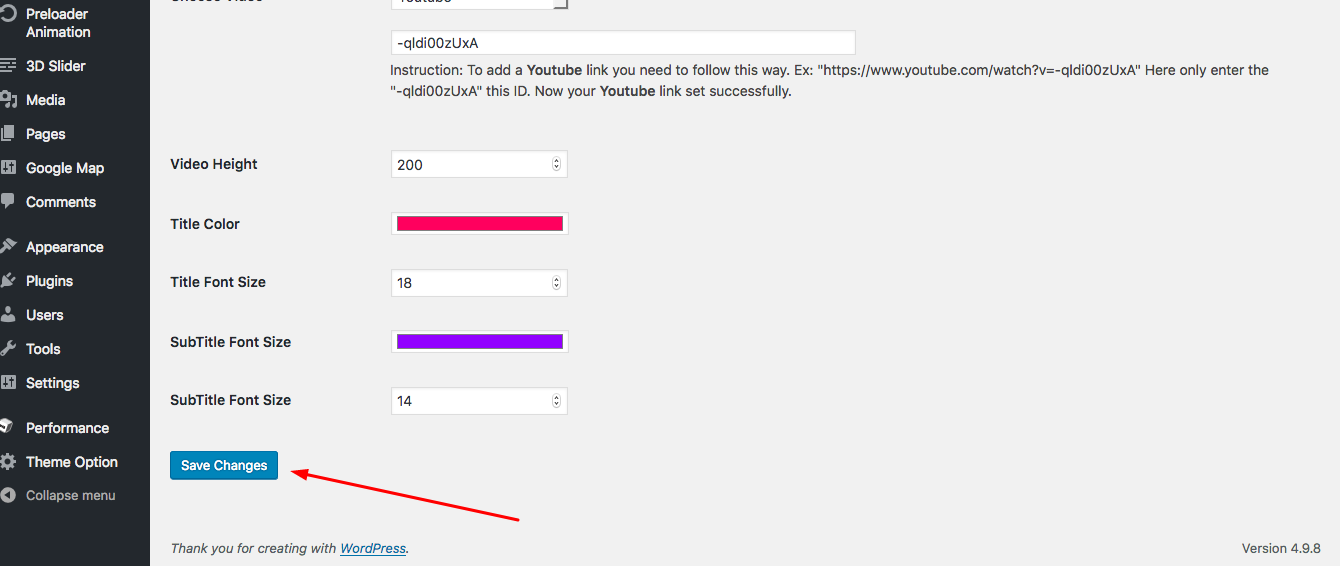 Preloader
Animation
3D Slider
Media
Pages
Google Map
Comments
Appearance
Plugins
Users
Tools
Settings
Performance
Theme Option
Collapse menu
-qldi00zUxA
Instruction: To add a Youtube link you need to follow this way. Ex: "https://www.youtube.com/watch?v=-qldi00zUxA" Here only enter the
"-qldi00zUxA" this ID. Now your Youtube link set successfully.
Video Height
200
Title Color
Title Font Size
18
SubTitle Font Size
SubTitle Font Size
14
Save Changes
Thank you for creating with WordPress.
Version 4.9.8